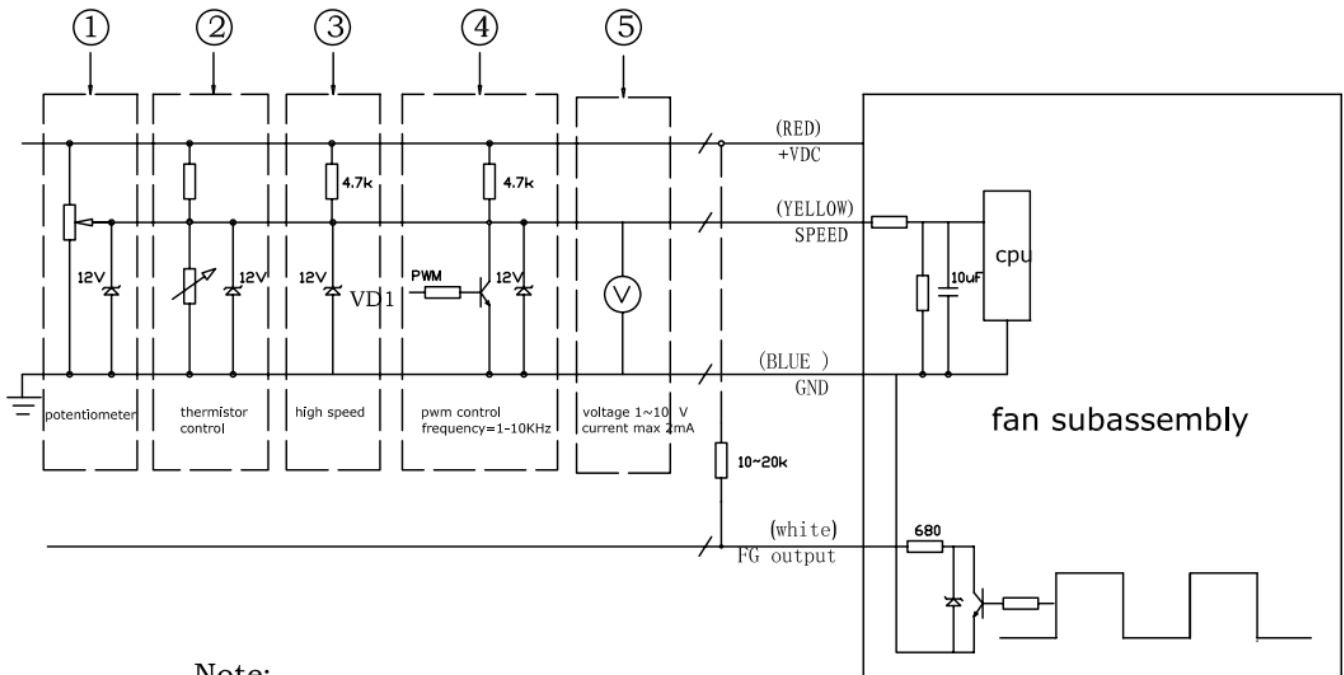 ① ② ③ ④ ⑤
(RED)
+VDC
4.7k 4.7k
(YELLOW)
SPEED
cpu
12V 12V 12V PWM 12V 10uF
VD1 V
(BLUE )
GND
potentiometer
thermistor
control
high speed
pwm control
frequency=1-10KHz
voltage 1~10 V
current max 2mA
fan subassembly
10~20k
(white)
FG output
680
Note: